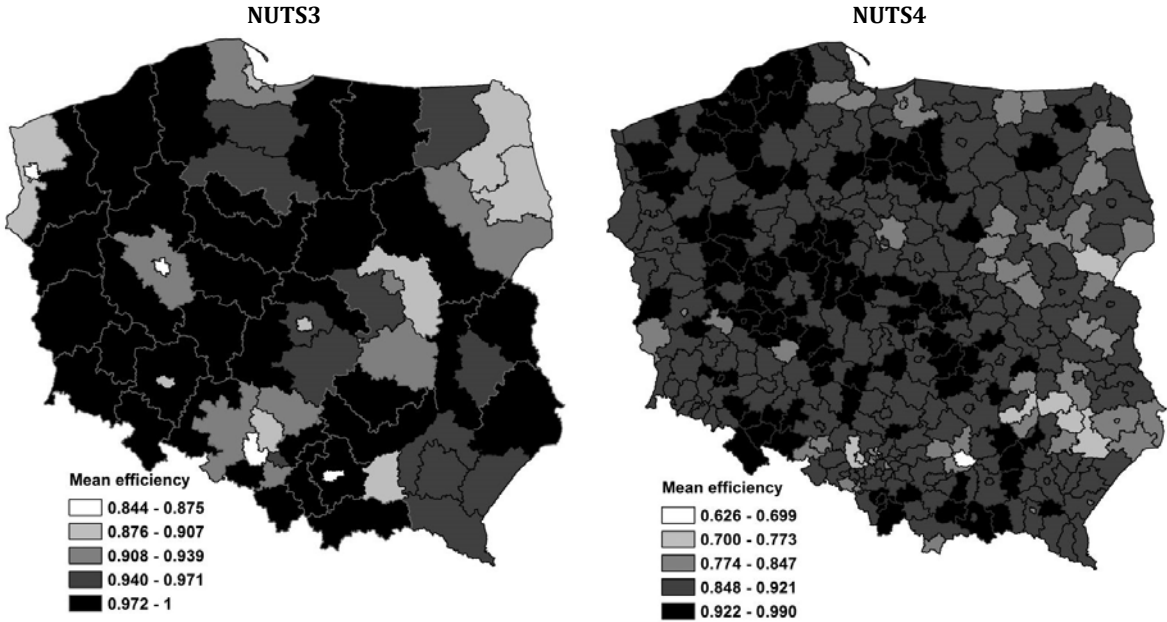 NUTS3
NUTS4
Mean efficiency
0.844 - 0.875
0.876 - 0.907
0.908 - 0.939
0.940 - 0.971
0.972 - 1
Mean efficiency
0.626 - 0.699
0.700 - 0.773
0.774 - 0.847
0.848 - 0.921
0.922 - 0.990